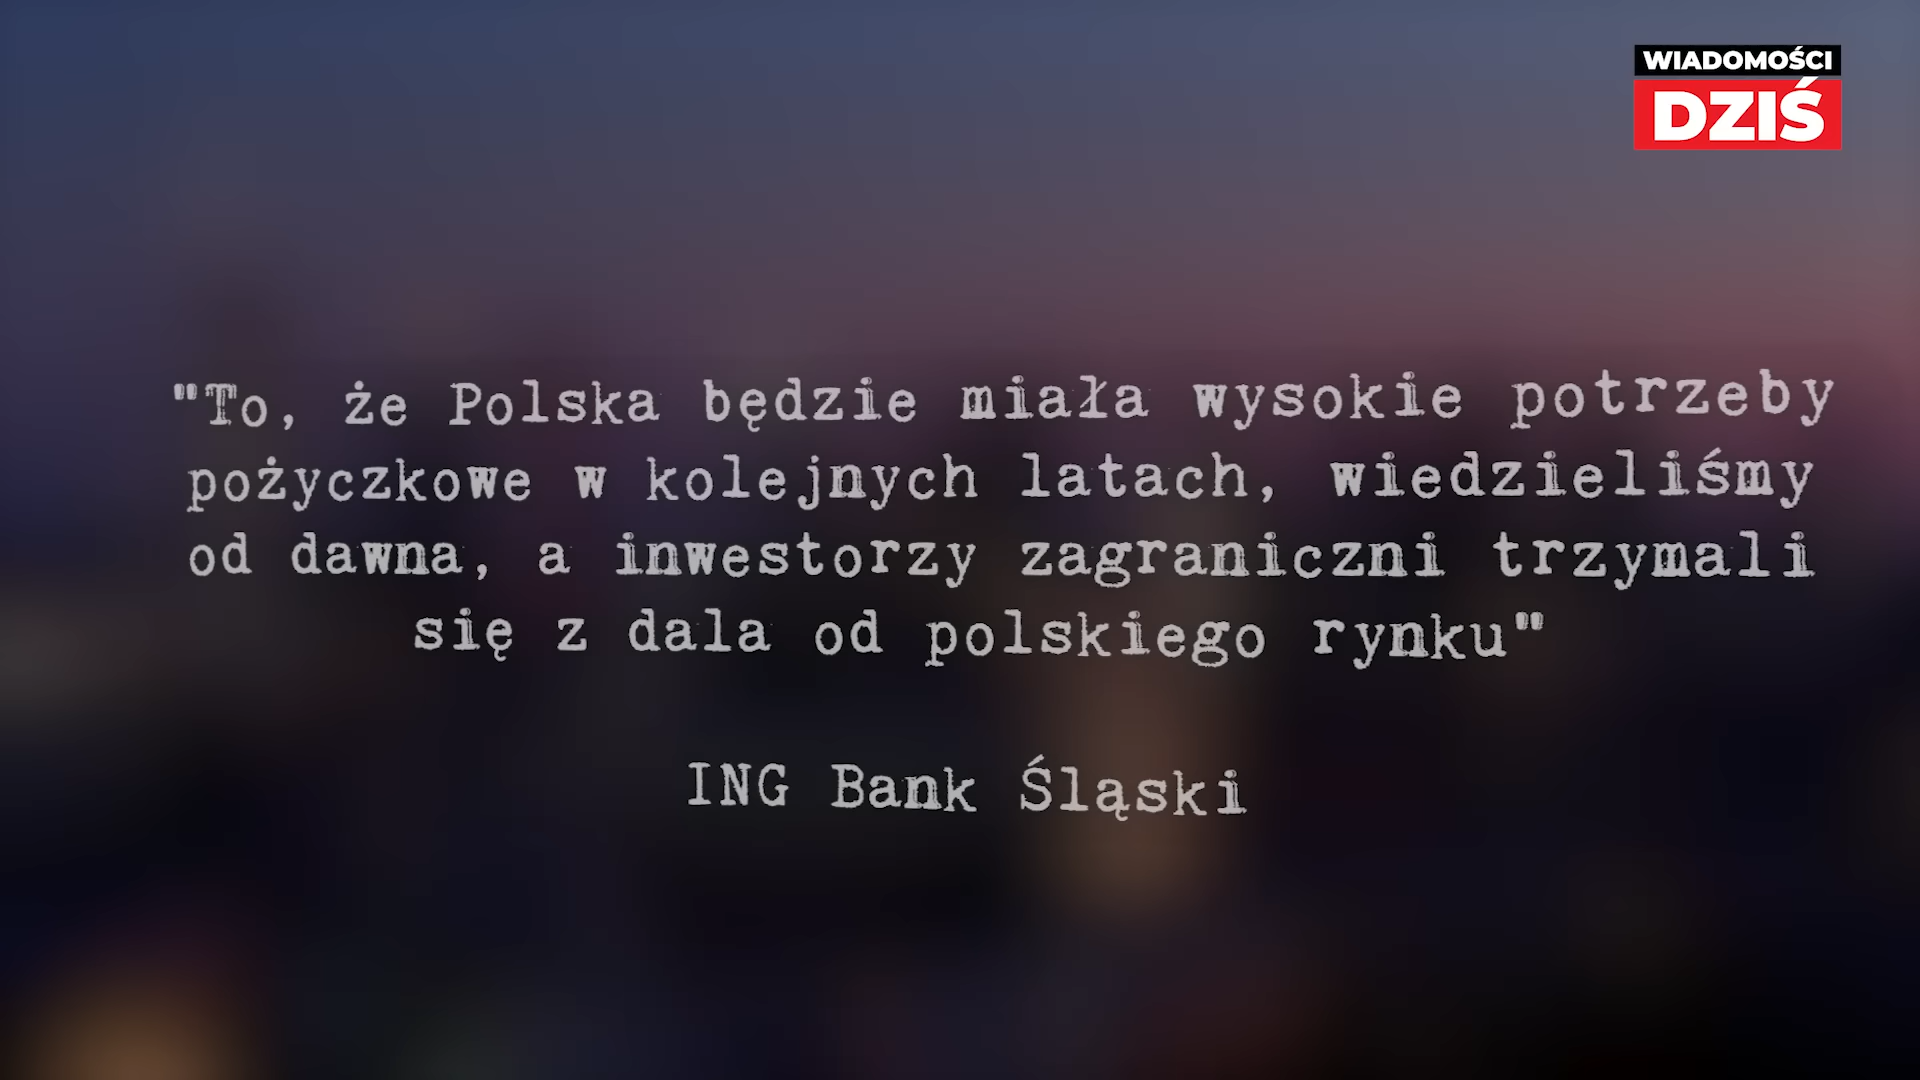 WIADOMOŚCI
DZIŚ
"To, że Polska będzie miała wysokie potrzeby
pożyczkowe w kolejnych latach, wiedzieliśmy
od dawna, a inwestorzy zagraniczni trzymali
się z dala od polskiego rynku"
ING Bank Śląski